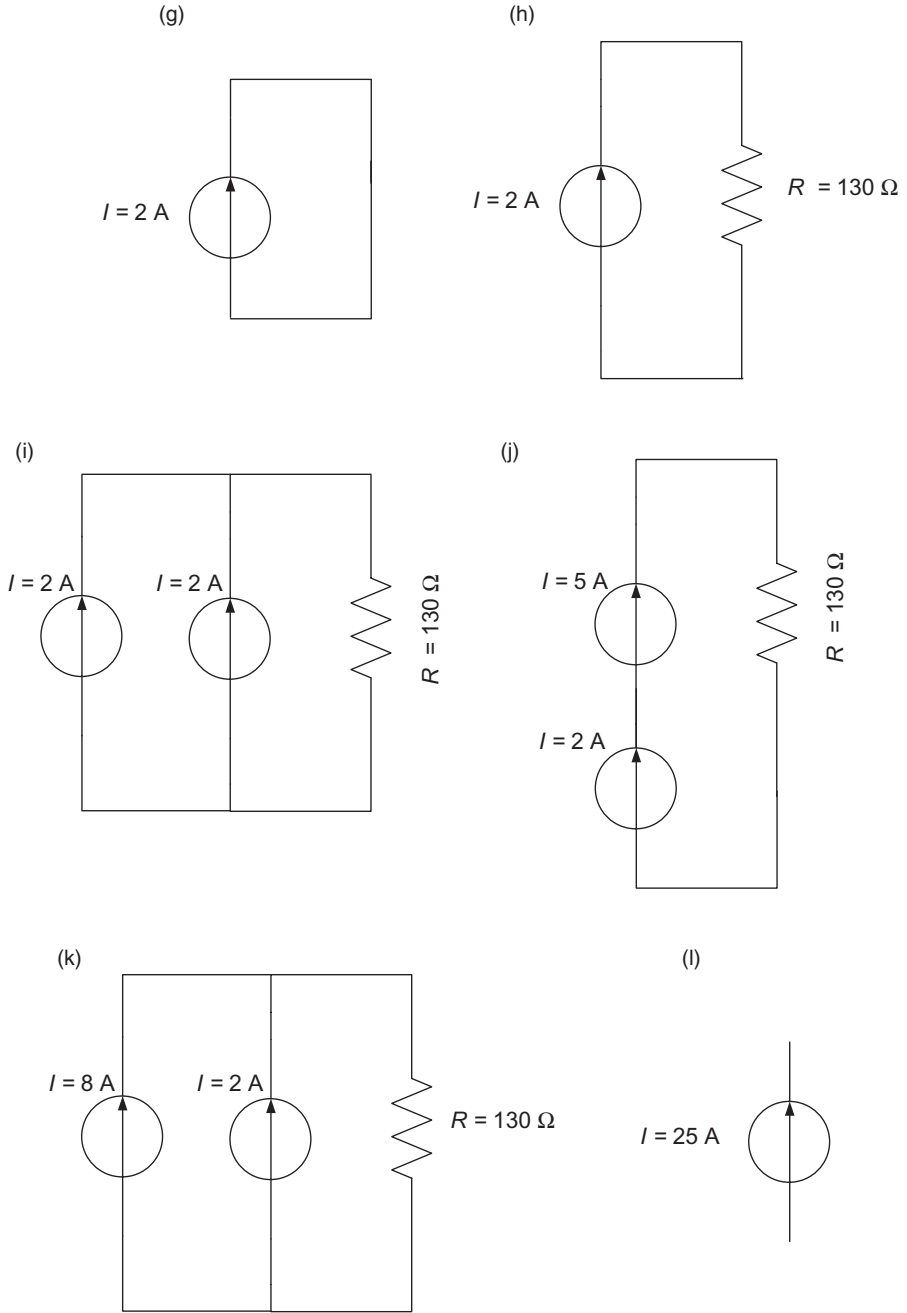 (g)
(h)
I = 2 A
I = 2 A
R = 130 Ω
(i)
(j)
I = 2 A
I = 2 A
R = 130 Ω
I = 5 A
R = 130 Ω
I = 2 A
(k)
(l)
I = 8 A
I = 2 A
R = 130 Ω
I = 25 A